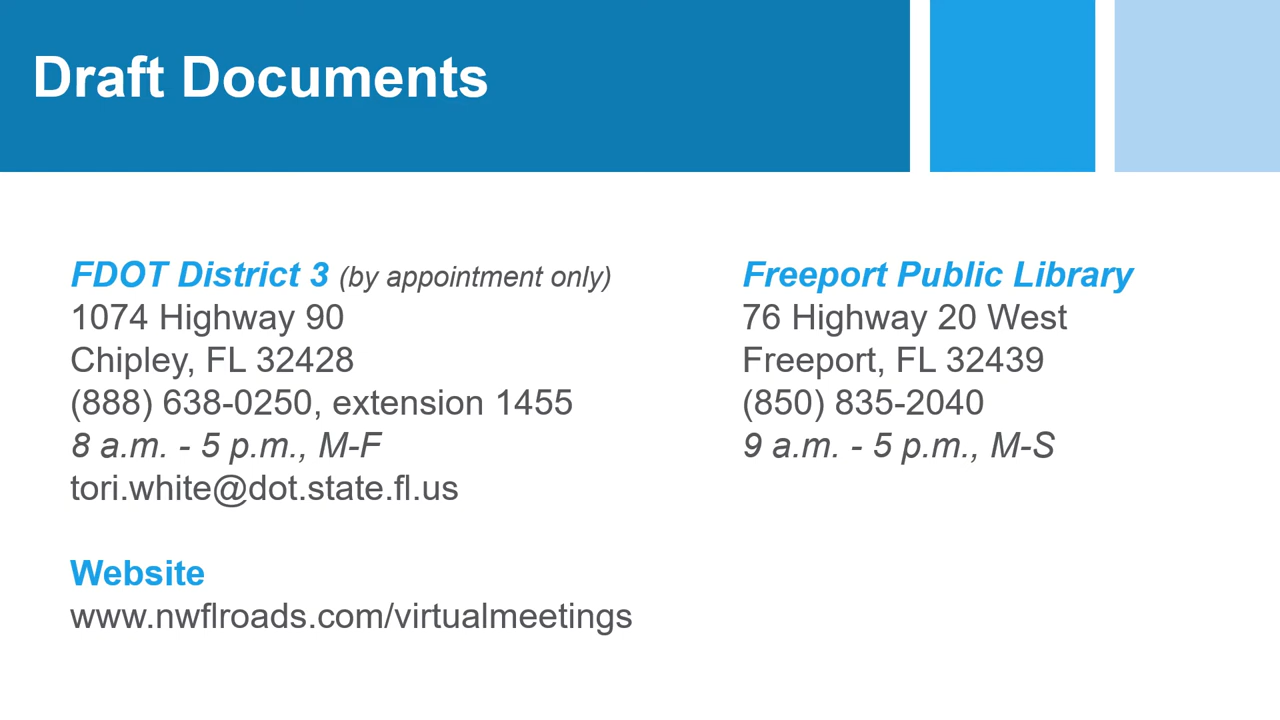 Draft Documents
FDOT District 3 (by appointment only)
1074 Highway 90
Chipley, FL 32428
(888) 638-0250, extension 1455
8 a.m. - 5 p.m., M-F
tori.white@dot.state.fl.us
Website
www.nwflroads.com/virtualmeetings
Freeport Public Library
76 Highway 20 West
Freeport, FL 32439
(850) 835-2040
9 a.m. - 5 p.m., M-S